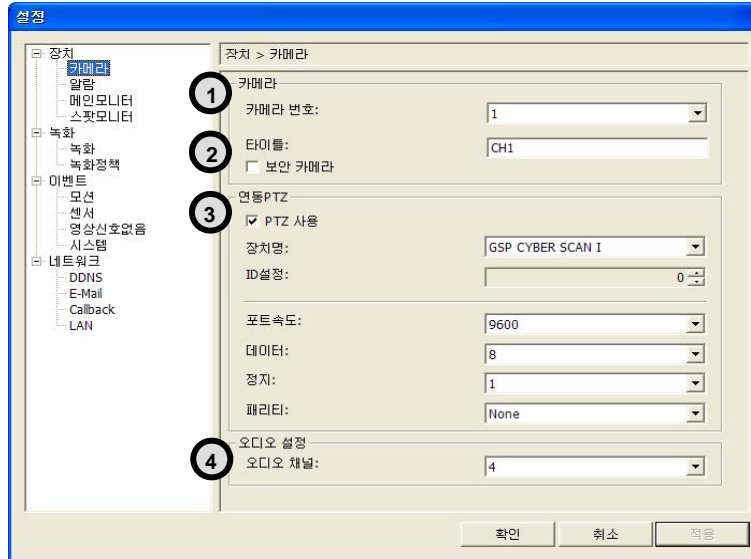 설정
장치
카메라
알람
메인모니터
스팟모니터
녹화
녹화
녹화정책
이벤트
모션
센서
영상신호없음
시스템
네트워크
DDNS
E-Mail
Callback
LAN
장치 > 카메라
카메라
1
카메라 번호: 1
2
타이틀: CH1
보안 카메라
연동PTZ
3
PTZ 사용
장치명: GSP CYBER SCAN I
ID설정: 0
포트속도: 9600
데이터: 8
정지: 1
패리티: None
오디오 설정
4
오디오 채널: 4
확인 취소 적용